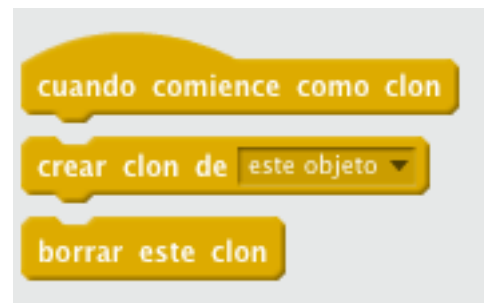 cuando comience como clon
crear clon de este objeto
borrar este clon